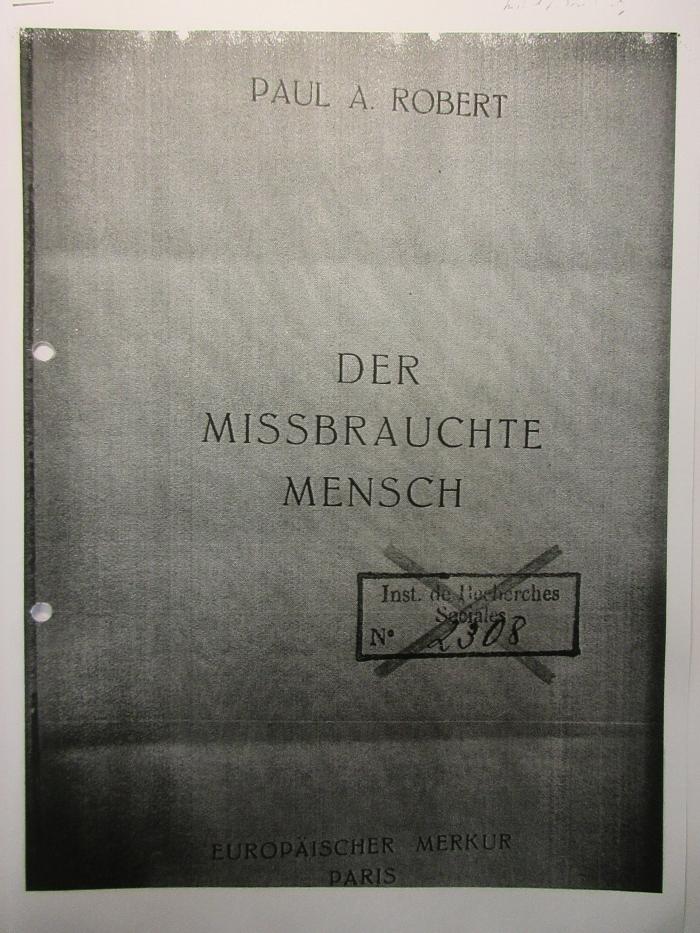 PAUL A. ROBERT
DER
MISSBRAUCHTE
MENSCH
Inst. de Recherches
Sociales
N° 2308
EUROPÄISCHER MERKUR
PARIS